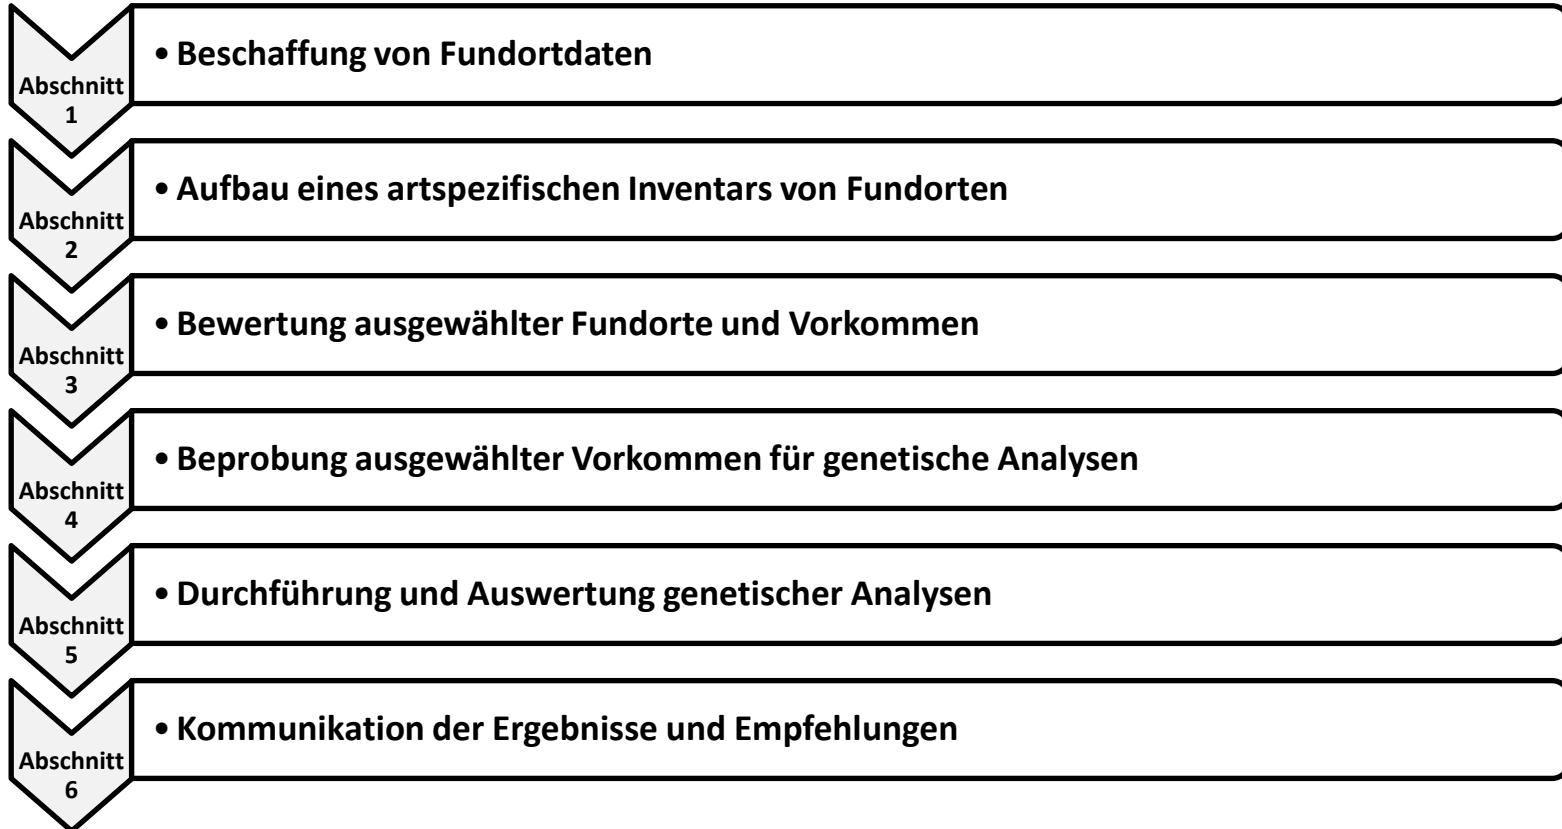 Abschnitt
1
• Beschaffung von Fundortdaten
Abschnitt
2
• Aufbau eines artspezifischen Inventars von Fundorten
Abschnitt
3
• Bewertung ausgewählter Fundorte und Vorkommen
Abschnitt
4
• Beprobung ausgewählter Vorkommen für genetische Analysen
Abschnitt
5
• Durchführung und Auswertung genetischer Analysen
Abschnitt
6
• Kommunikation der Ergebnisse und Empfehlungen